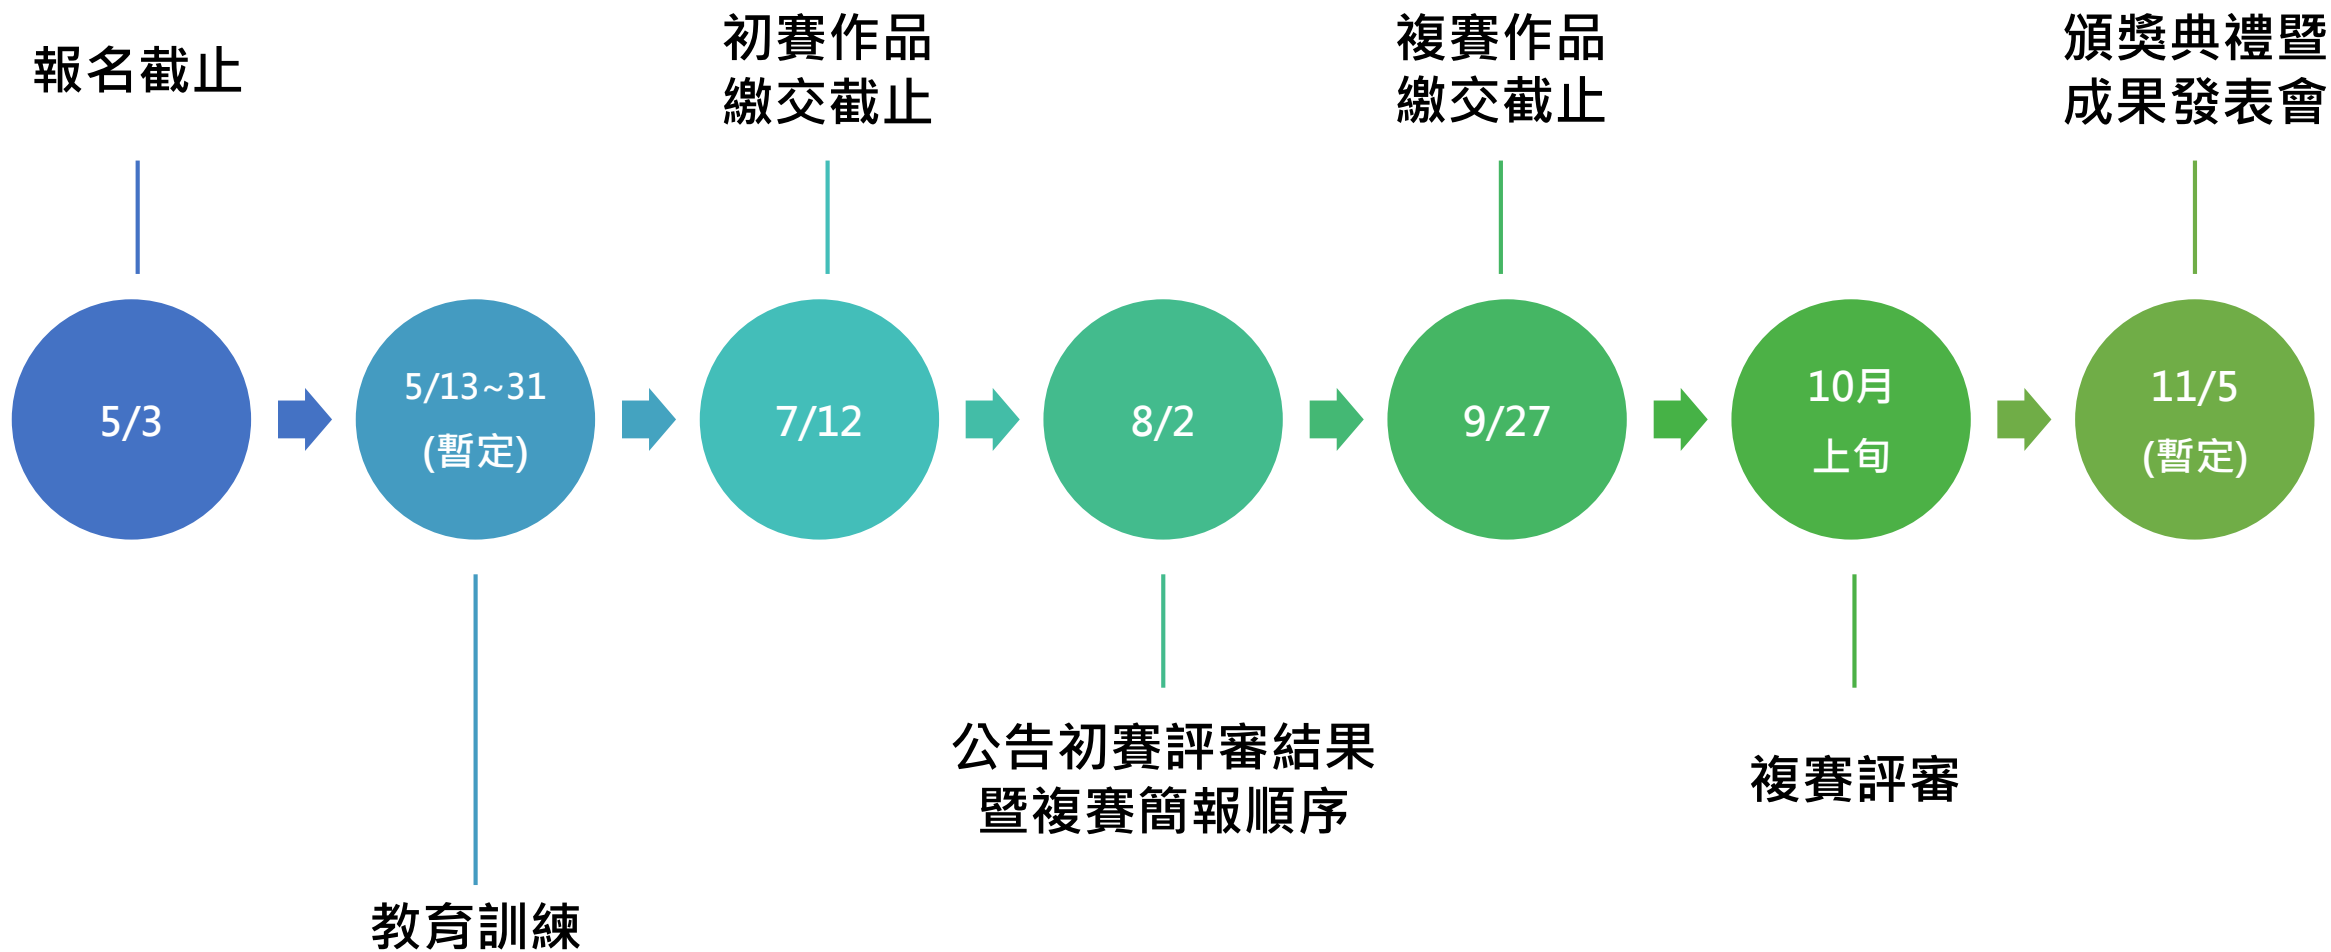 報名截止
5/3
5/13~31
(暫定)
教育訓練
初賽作品
繳交截止
7/12
8/2
公告初賽評審結果
暨複賽簡報順序
複賽作品
繳交截止
9/27
10月
上旬
複賽評審
頒獎典禮暨
成果發表會
11/5
(暫定)